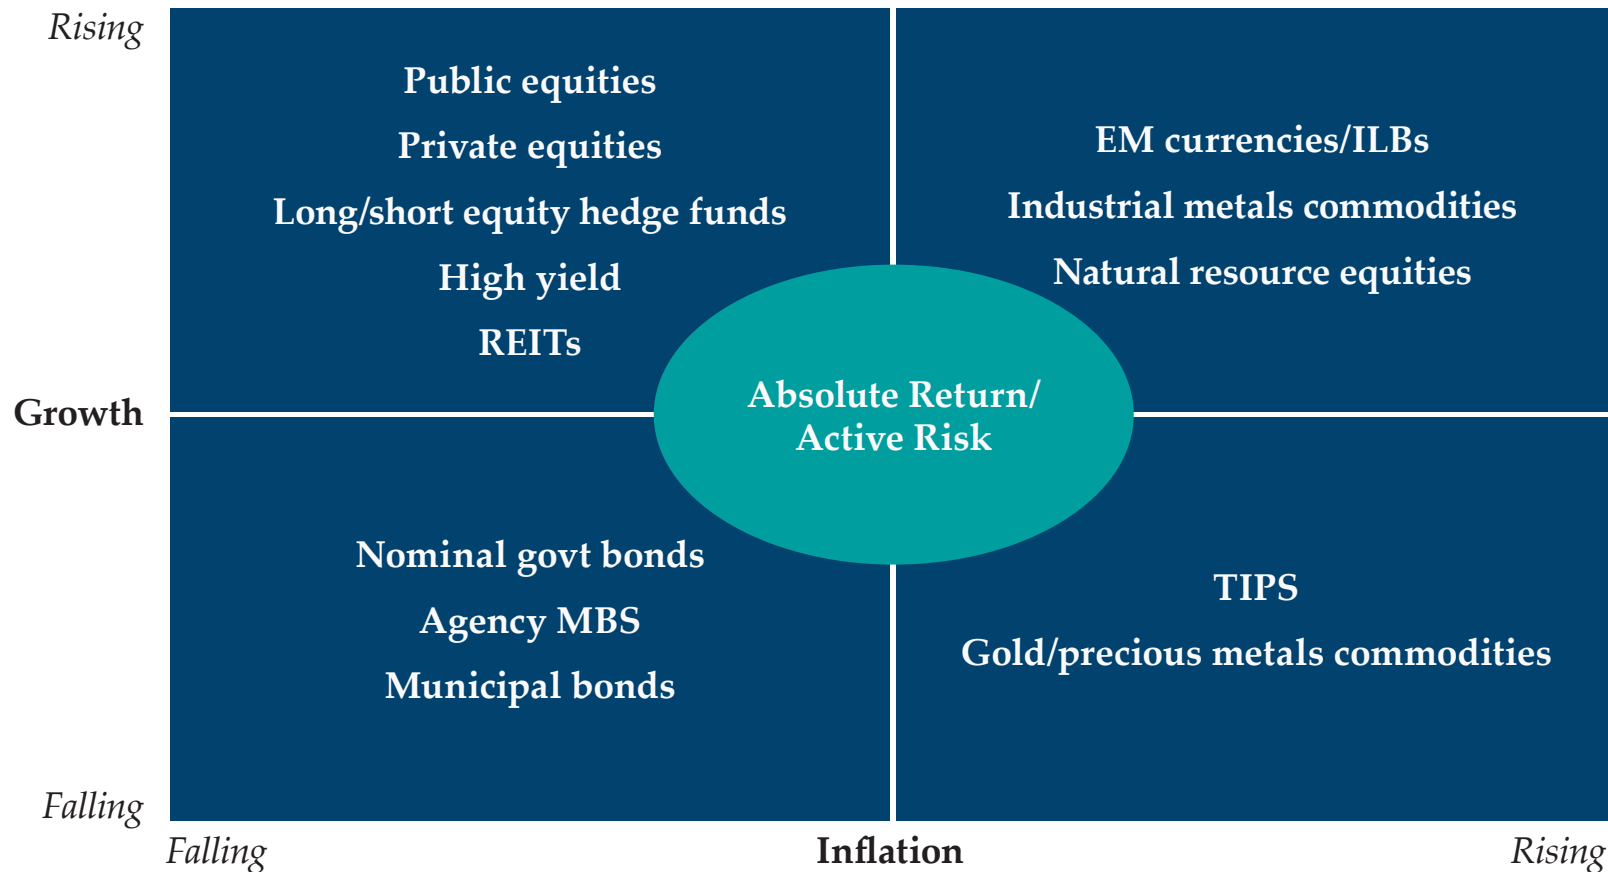 Rising
Public equities
Private equities
Long/short equity hedge funds
High yield
REITs
EM currencies/ILBs
Industrial metals commodities
Natural resource equities
Growth
Absolute Return/
Active Risk
Nominal govt bonds
Agency MBS
Municipal bonds
TIPS
Gold/precious metals commodities
Falling
Falling
Inflation
Rising